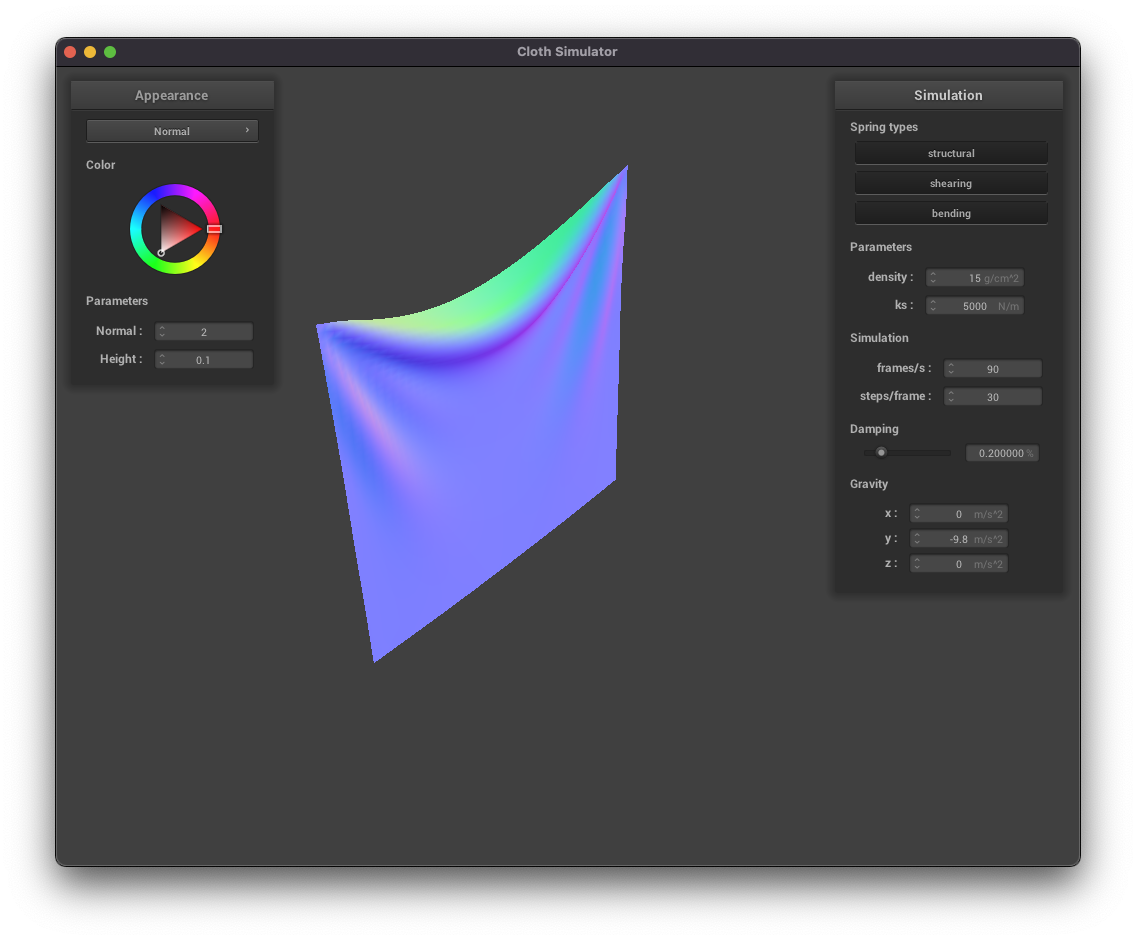 Cloth Simulator
Appearance
Normal
Color
Parameters
Normal : 2
Height : 0.1
Simulation
Spring types
structural
shearing
bending
Parameters
density : 15 g/cm^2
ks : 5000 N/m
Simulation
frames/s : 90
steps/frame : 30
Damping
0.200000 %
Gravity
x : 0 m/s^2
y : -9.8 m/s^2
z : 0 m/s^2